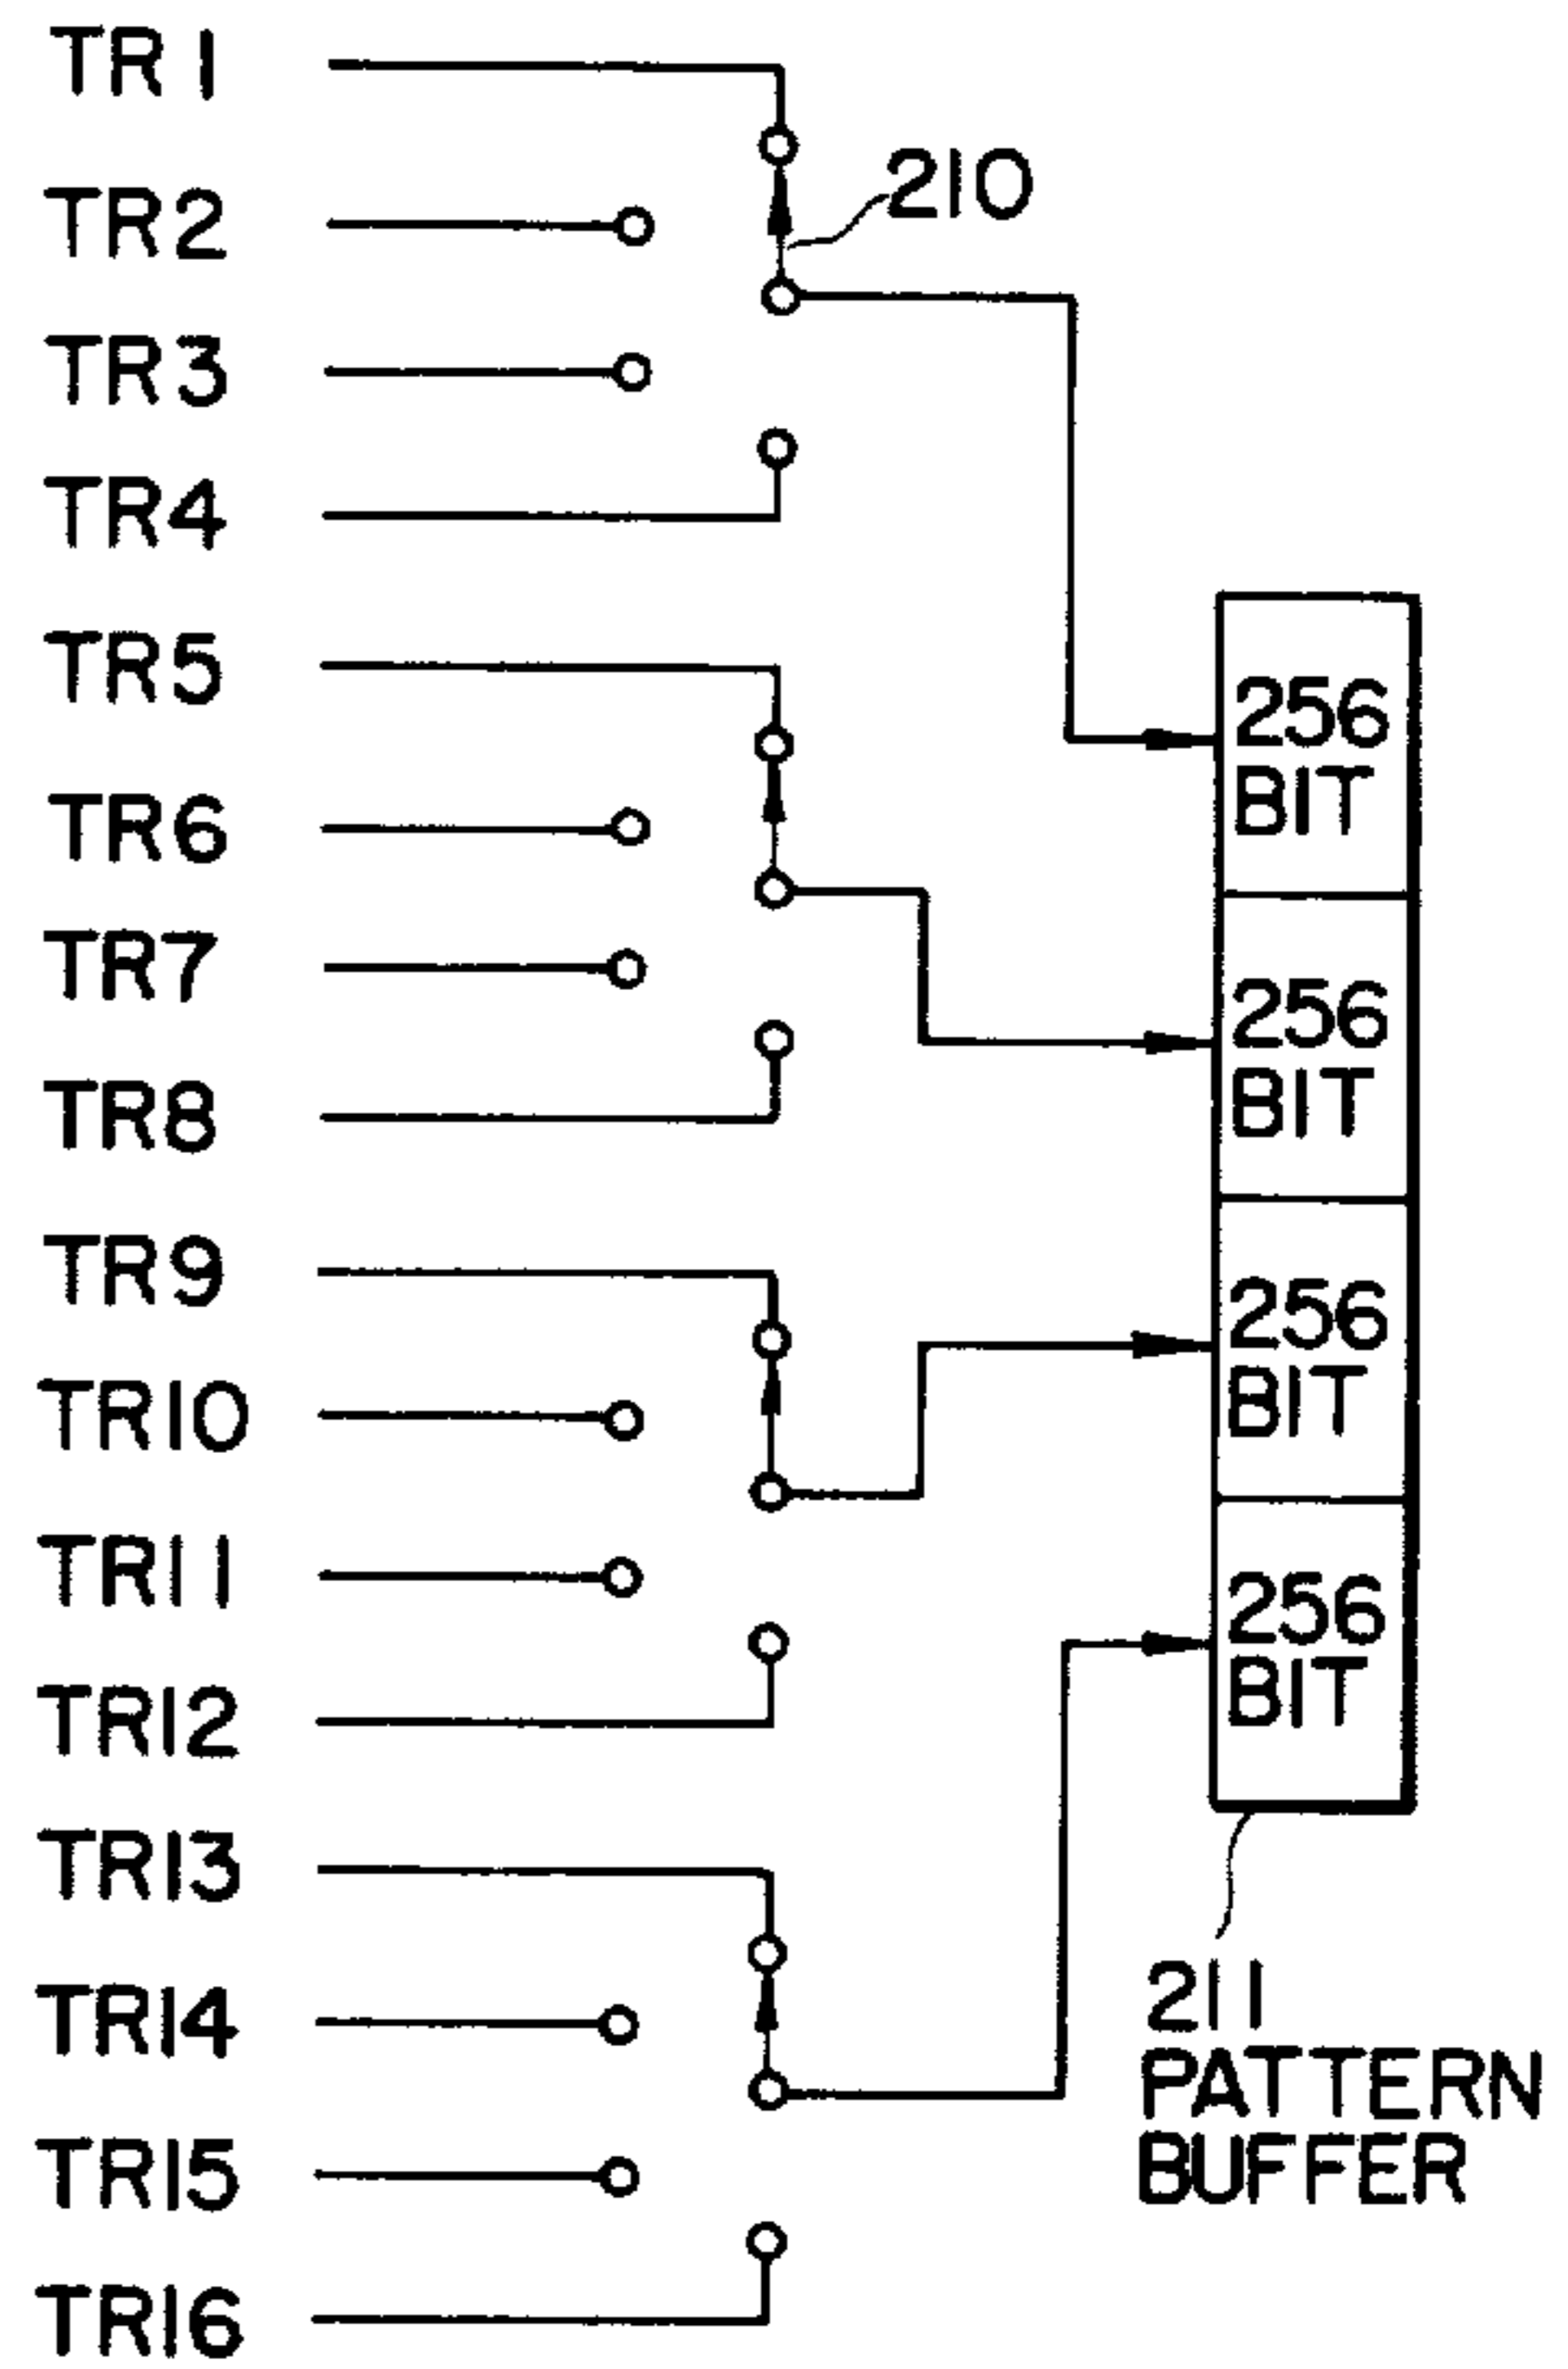 TR1
210
TR2
TR3
TR4
TR5
256
BIT
TR6
TR7
256
BIT
TR8
TR9
256
BIT
TR10
TR11
256
BIT
TR12
TR13
TR14
211
PATTERN
BUFFER
TR15
TR16